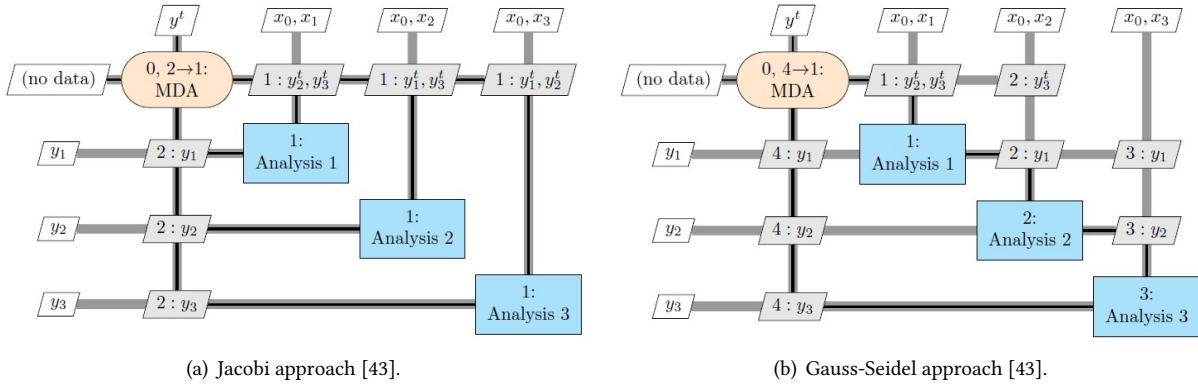 y^t
x_0, x_1
x_0, x_2
x_0, x_3
(no data)
0, 2→1:
MDA
1 : y_2^t, y_3^t
1 : y_1^t, y_3^t
1 : y_1^t, y_2^t
y_1
2 : y_1
1:
Analysis 1
y_2
2 : y_2
1:
Analysis 2
y_3
2 : y_3
1:
Analysis 3
(a) Jacobi approach [43].
y^t
x_0, x_1
x_0, x_2
x_0, x_3
(no data)
0, 4→1:
MDA
1 : y_2^t, y_3^t
2 : y_3^t
y_1
4 : y_1
1:
Analysis 1
2 : y_1
3 : y_1
y_2
4 : y_2
2:
Analysis 2
3 : y_2
y_3
4 : y_3
3:
Analysis 3
(b) Gauss-Seidel approach [43].